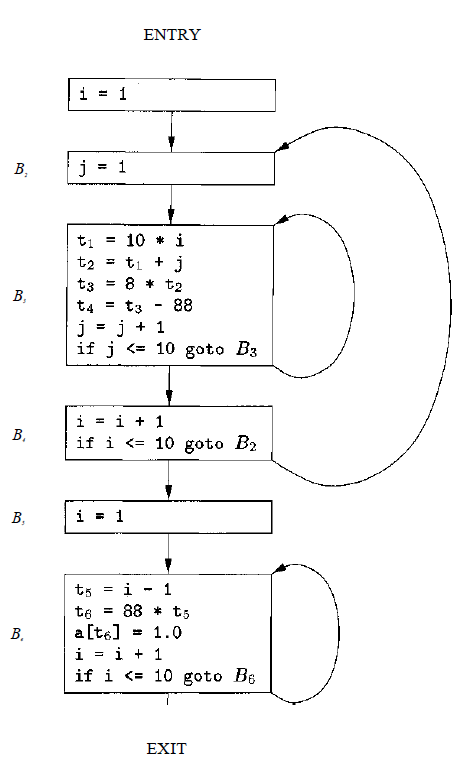 ENTRY
i = 1
B
j = 1
t1 = 10 * i
t2 = t1 + j
t3 = 8 * t2
B
t4 = t3 - 88
j = j + 1
if j <= 10 goto B3
i = i + 1
B
if i <= 10 goto B2
B
i = 1
t5 = i - 1
t6 = 88 * t5
B
a[t6] = 1.0
i = i + 1
if i <= 10 goto B6
EXIT